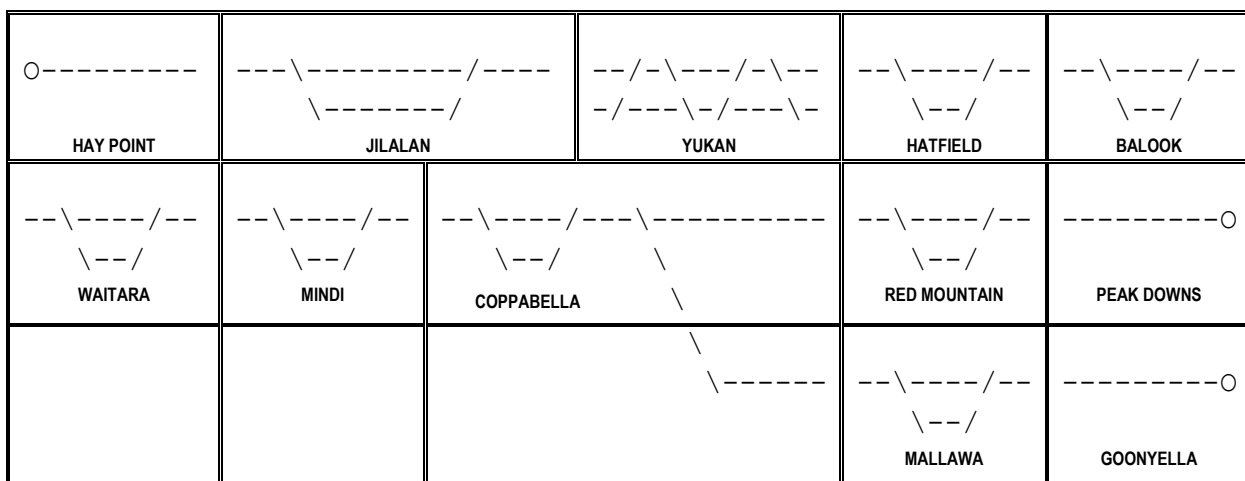 HAY POINT
JILALAN
YUKAN
HATFIELD
BALOOK
WAITARA
MINDI
COPPABELLA
RED MOUNTAIN
PEAK DOWNS
MALLAWA
GOONYELLA